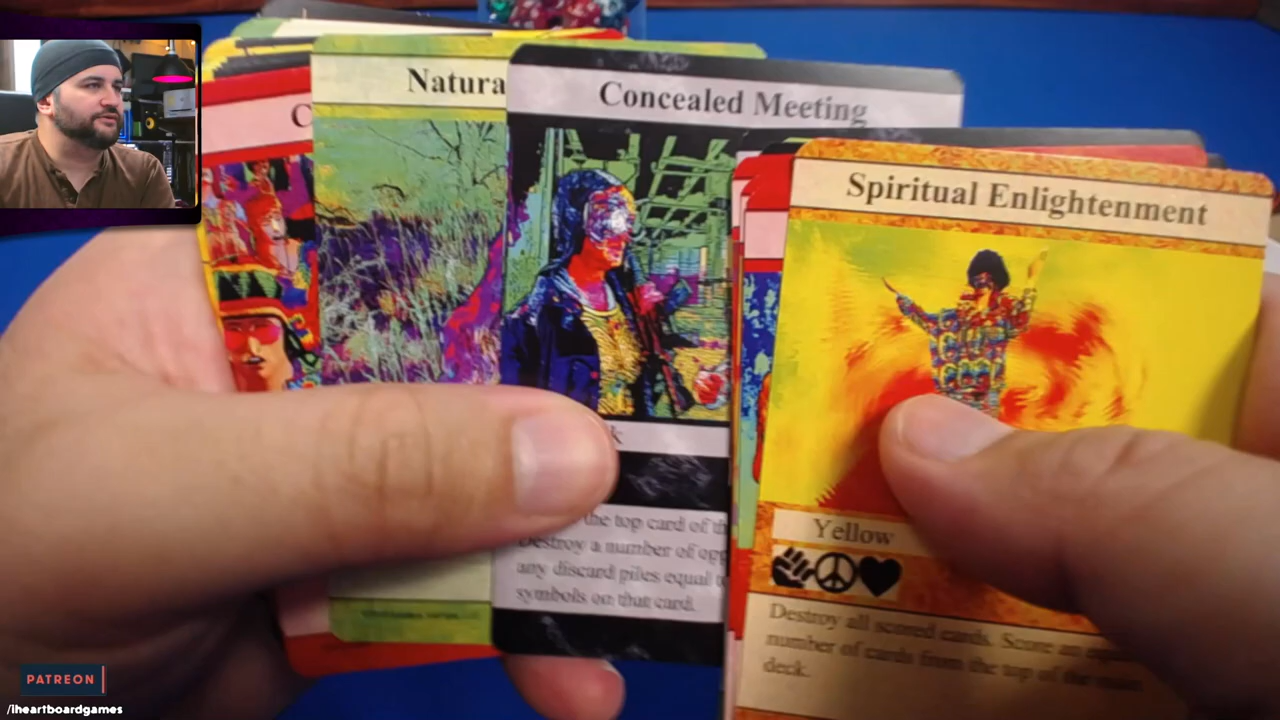 C
Natura
Concealed Meeting
k
the top card of th
Destroy a number of opp
any discard piles equal t
symbols on that card.
Spiritual Enlightenment
Yellow
Destroy all scored cards. Score an
number of cards from the top of the main
deck.
PATREON
/iheartboardgames